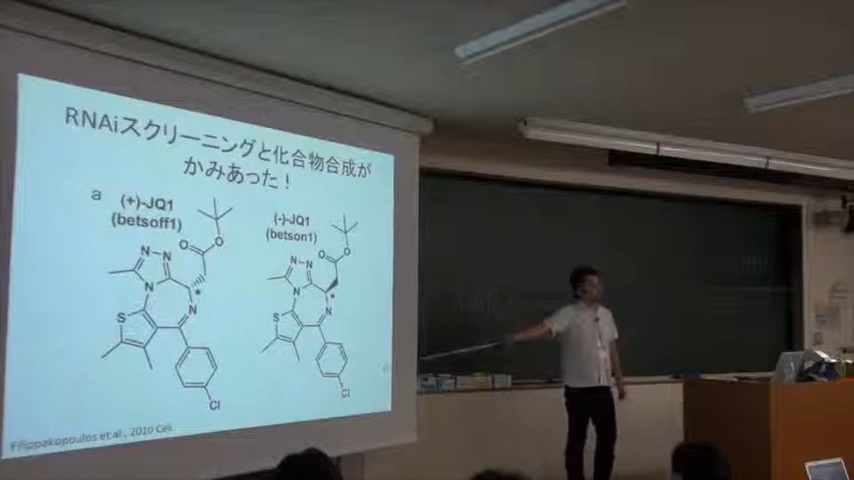 RNAiスクリーニングと化合物合成が
かみあった！
a
(+)-JQ1
(betsoff1)
(-)-JQ1
(betson1)
O
O
N-N
N
N
S
Cl
O
O
N-N
N
N
S
Cl
Filippakopoulos et al., 2010 Cell